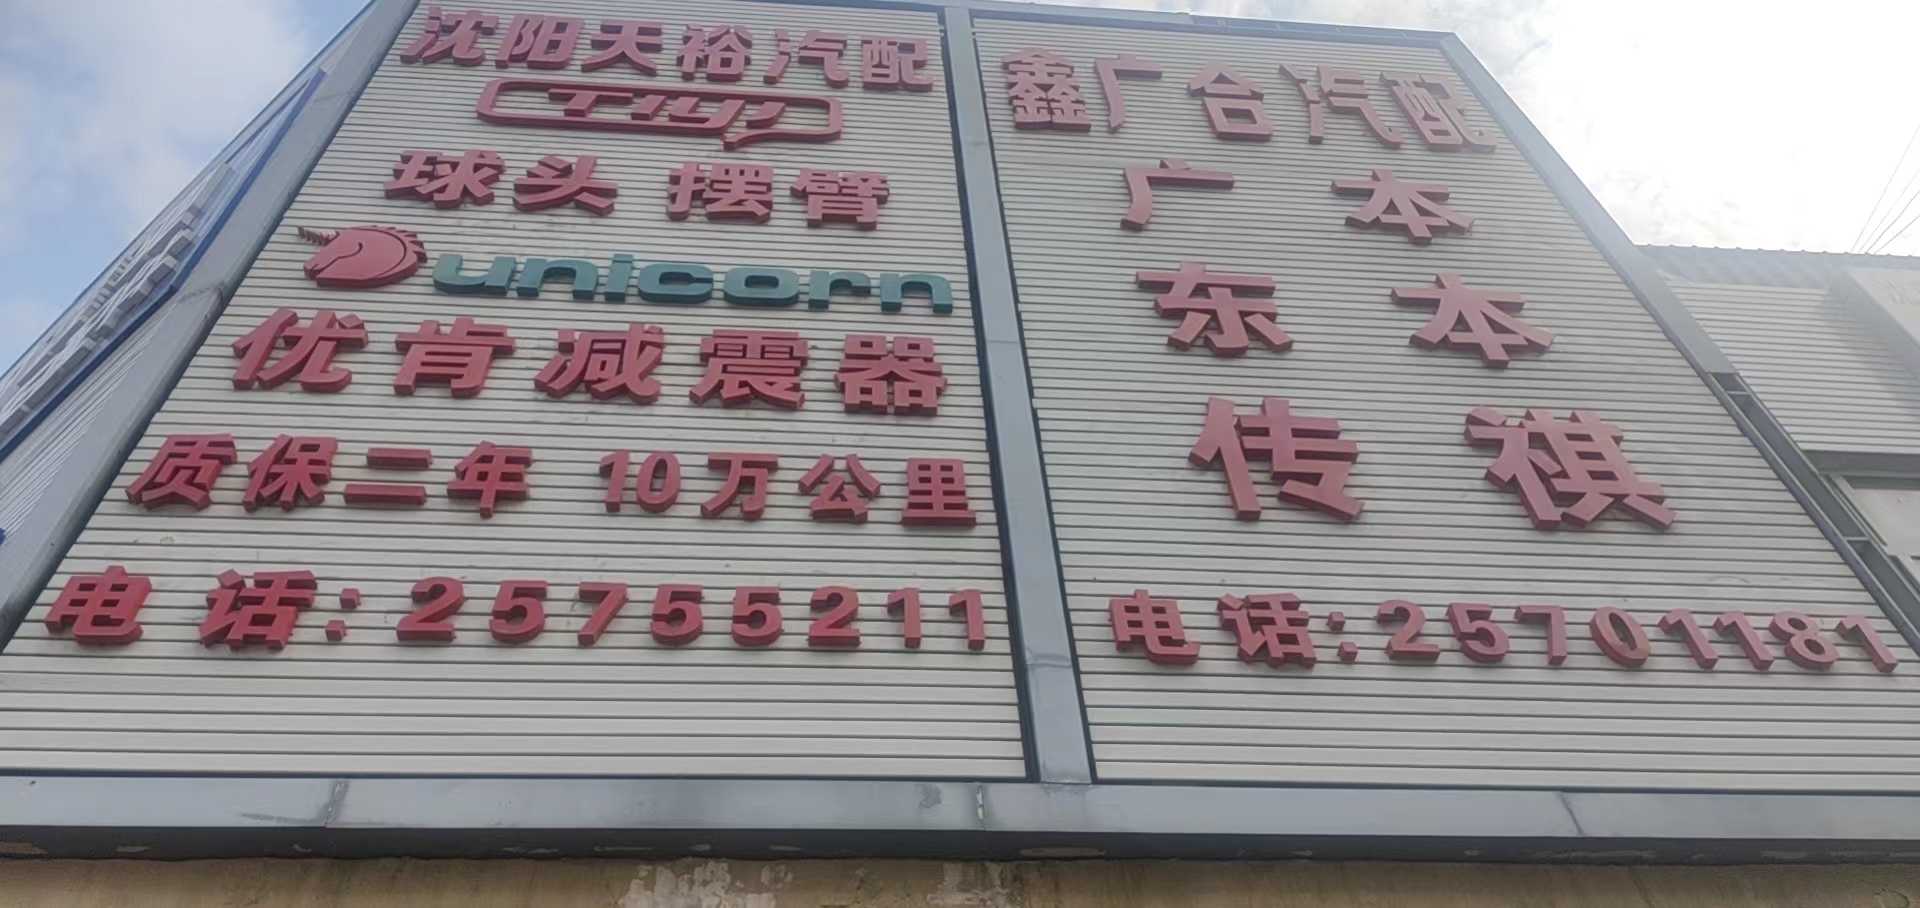 沈阳天裕汽配
TIYU
球头 摆臂
unicorn
优肯减震器
质保二年 10万公里
电话:25755211
鑫广合汽配
广本
东本
传祺
电话:25701181